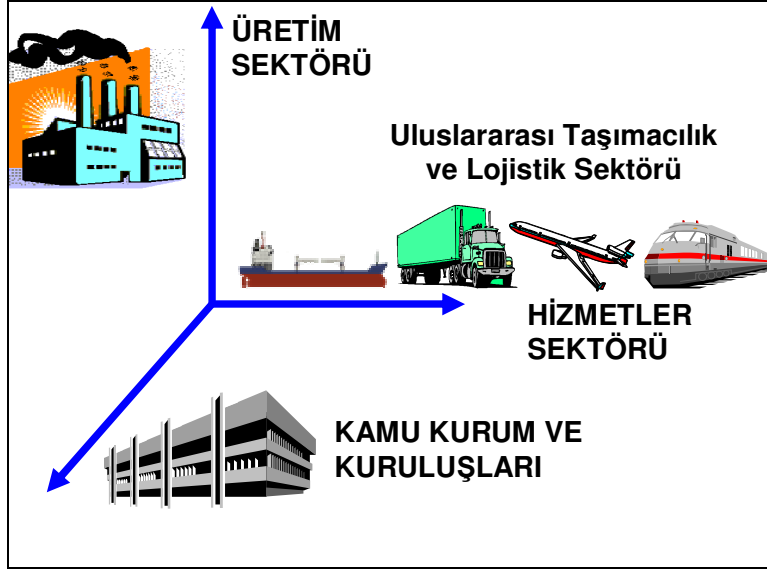 ÜRETİM
SEKTÖRÜ
Uluslararası Taşımacılık
ve Lojistik Sektörü
HİZMETLER
SEKTÖRÜ
KAMU KURUM VE
KURULUŞLARI